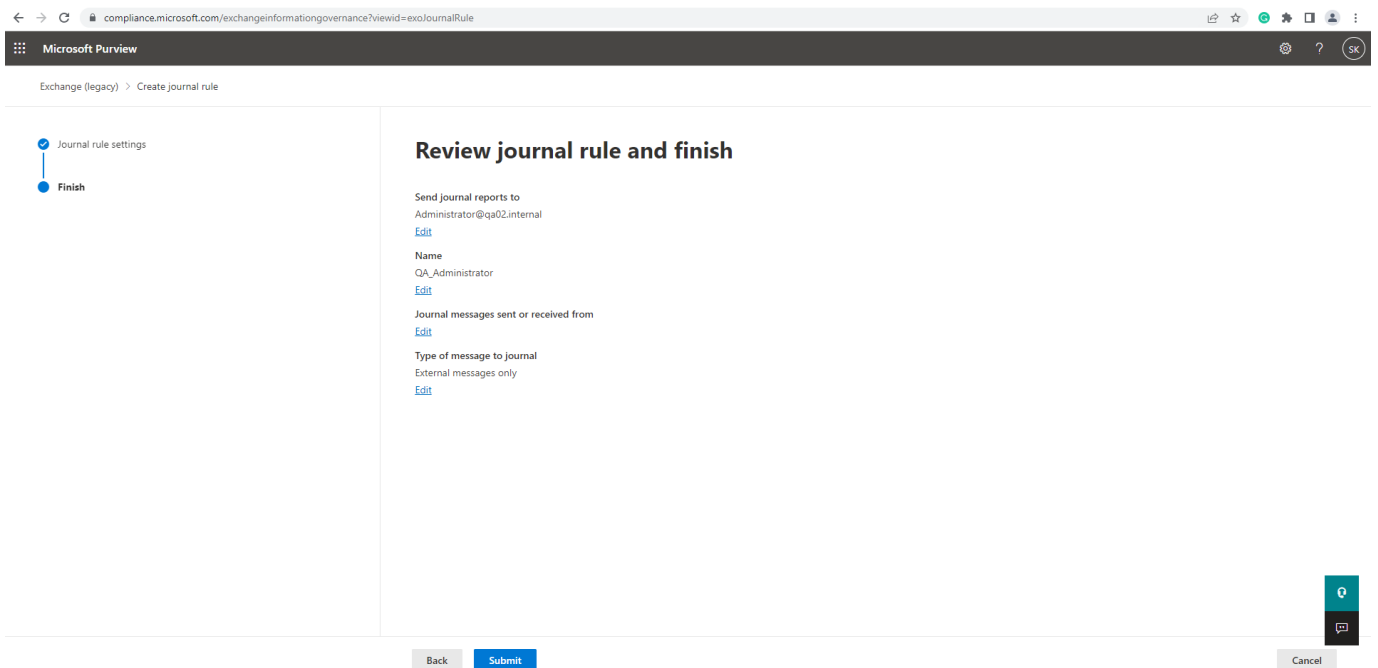 compliance.microsoft.com/exchangeinformationgovernance?viewid=exoJournalRule
Microsoft Purview
? SK
Exchange (legacy) > Create journal rule
Journal rule settings
Finish
Review journal rule and finish
Send journal reports to
Administrator@qa02.internal
Edit
Name
QA_Administrator
Edit
Journal messages sent or received from
Edit
Type of message to journal
External messages only
Edit
Back Submit Cancel